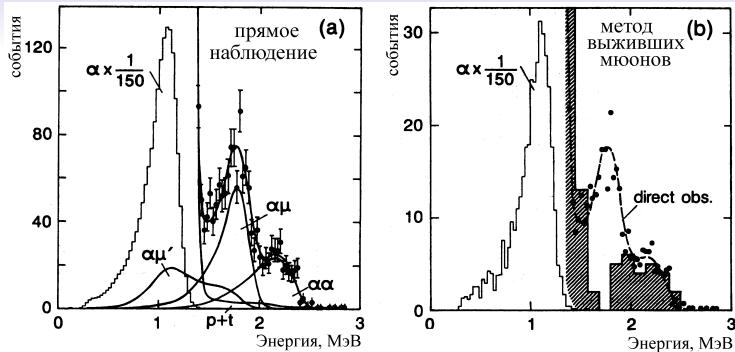 события
120
80
40
0
0
1
2
3
Энергия, МэВ
(a)
прямое
наблюдение
α × 1/150
αμ′
αμ
αα
p+t
события
30
20
10
0
0
1
2
3
Энергия, МэВ
(b)
метод
выживших
мюонов
α × 1/150
direct obs.